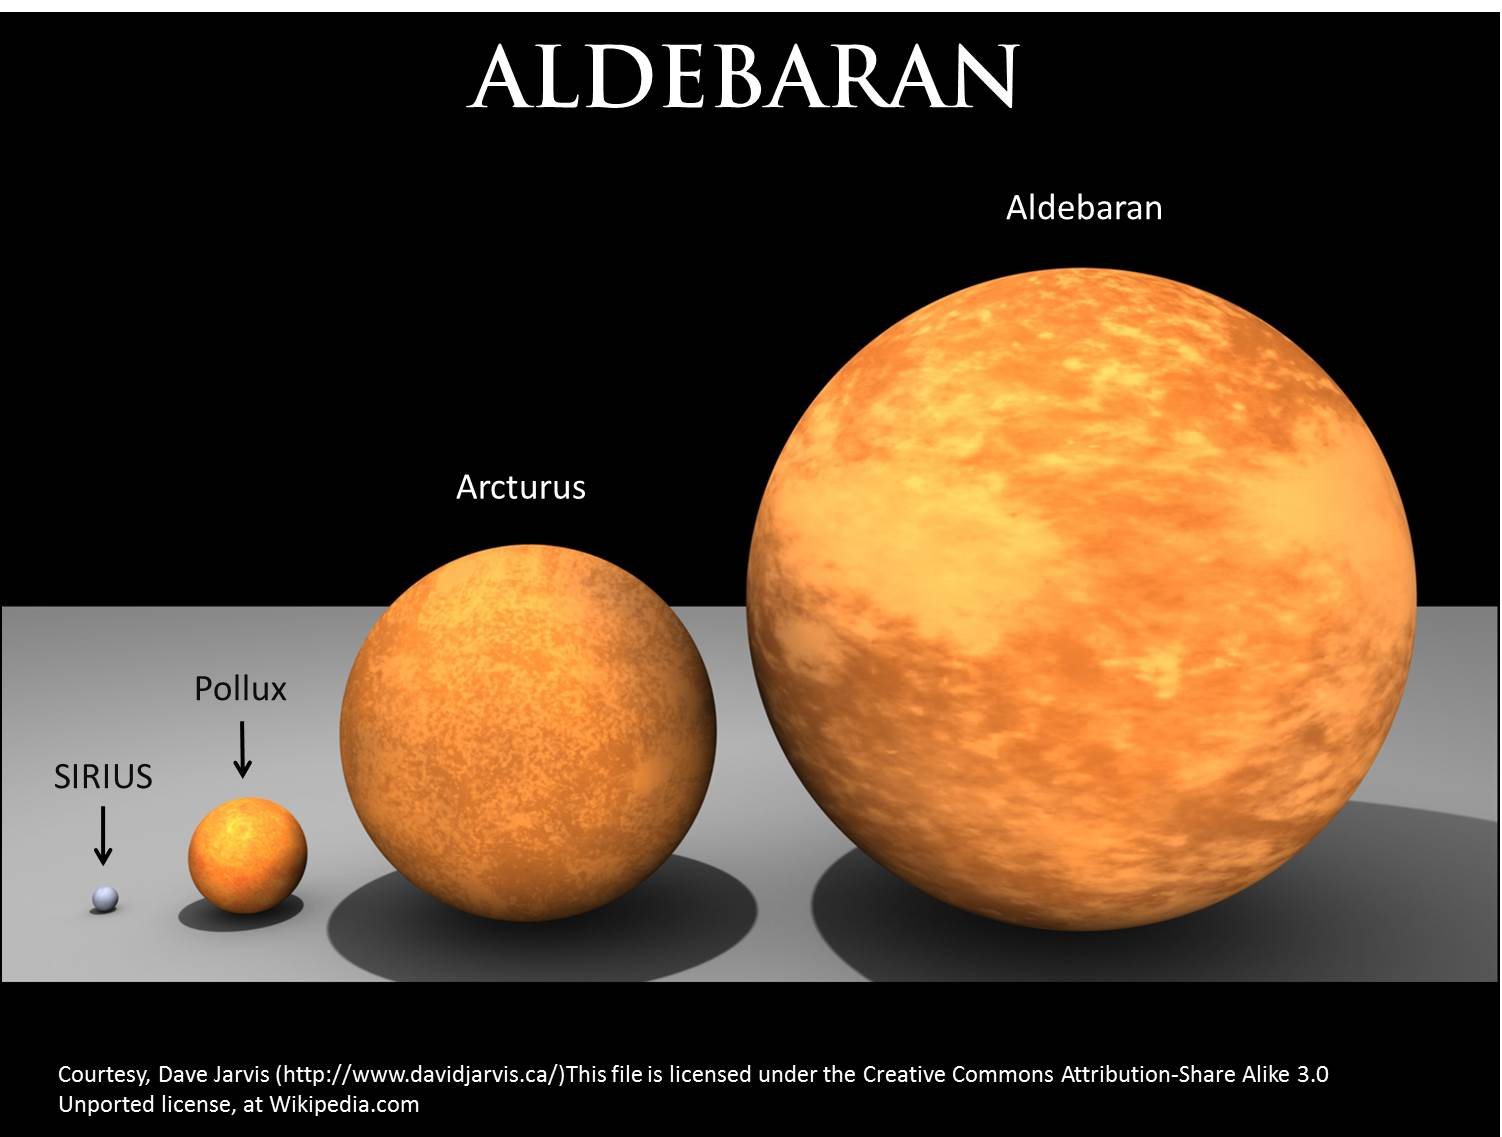 ALDEBARAN
Aldebaran
Arcturus
Pollux
SIRIUS
Courtesy, Dave Jarvis (http://www.davidjarvis.ca/)This file is licensed under the Creative Commons Attribution-Share Alike 3.0
Unported license, at Wikipedia.com